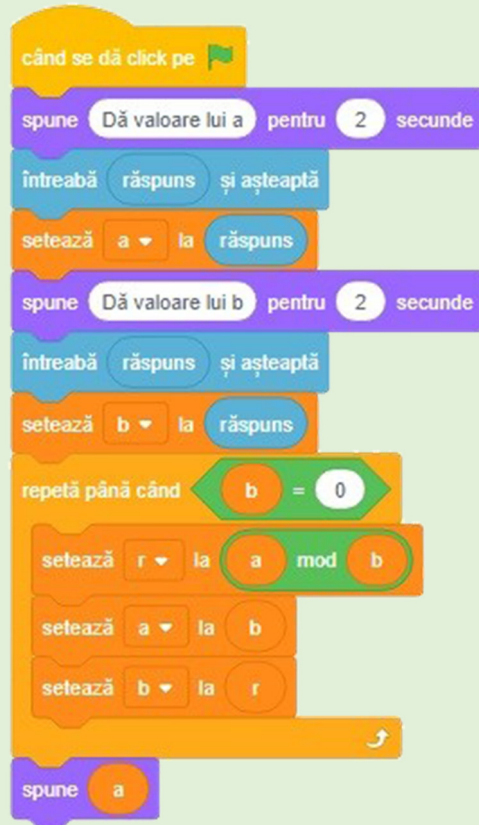 când se dă click pe
spune Dă valoare lui a pentru 2 secunde
întreabă răspuns și așteaptă
setează a la răspuns
spune Dă valoare lui b pentru 2 secunde
întreabă răspuns și așteaptă
setează b la răspuns
repetă până când b = 0
setează r la a mod b
setează a la b
setează b la r
spune a